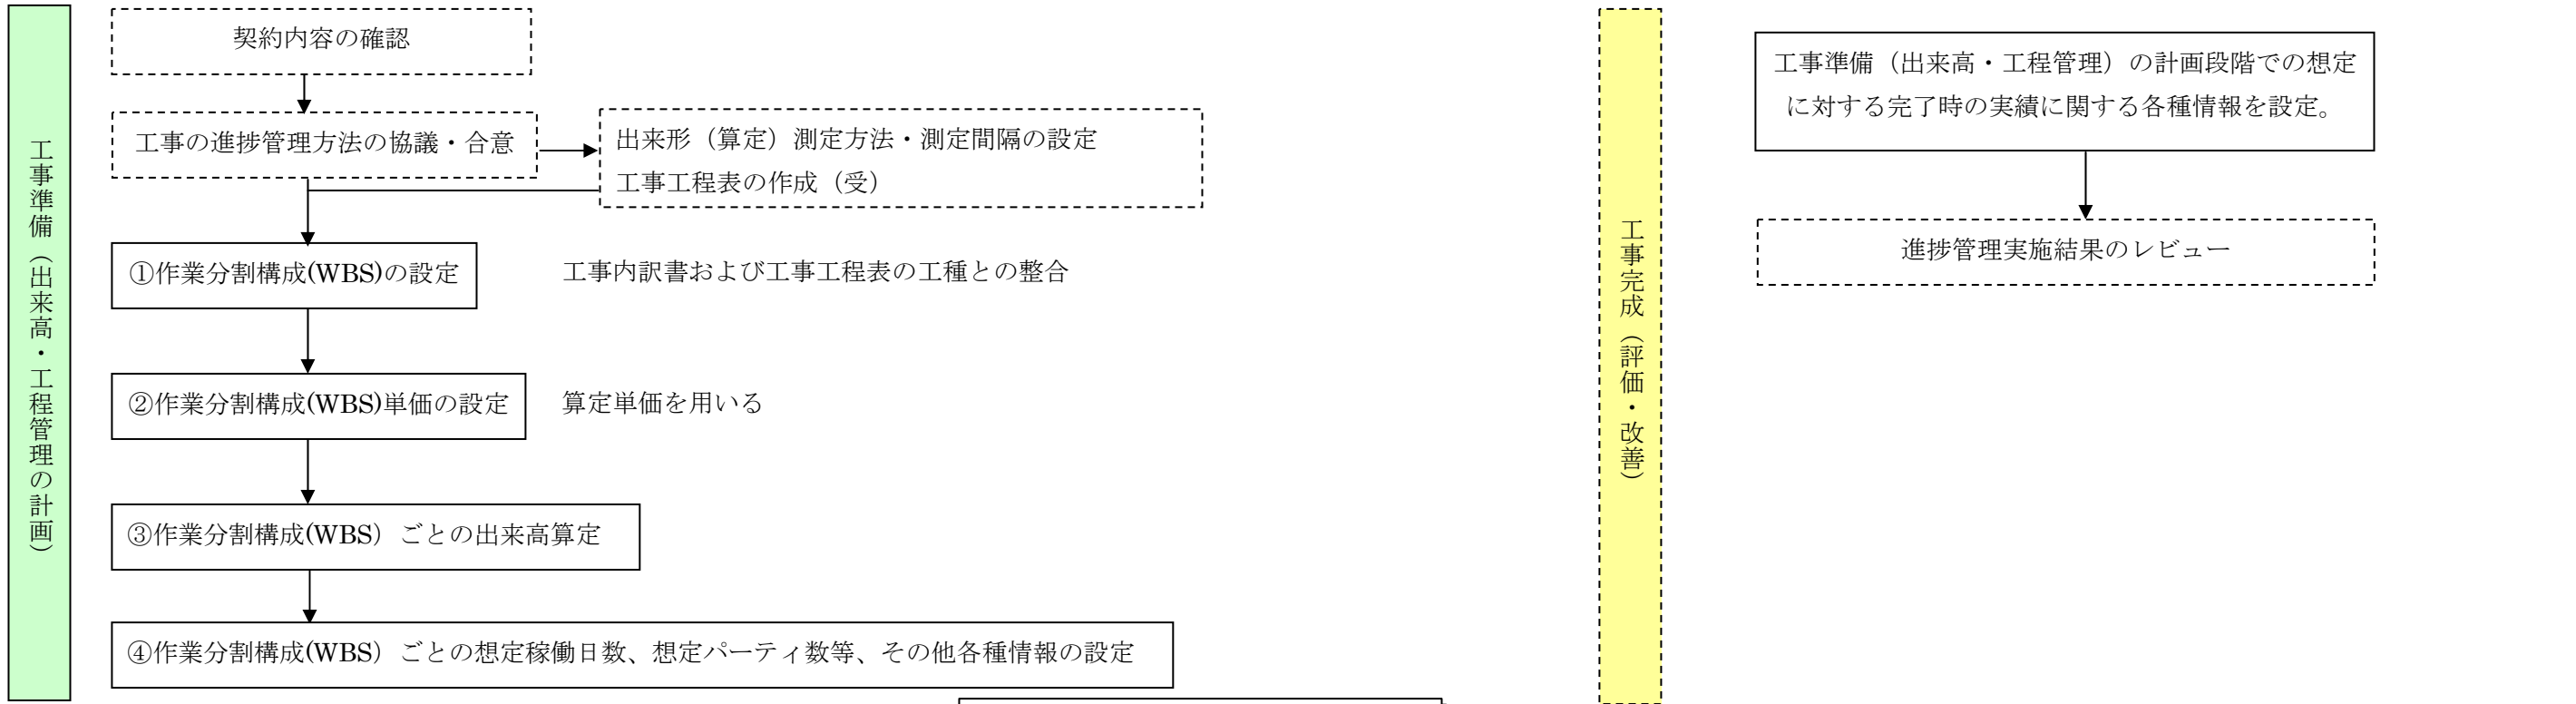 工事準備（出来高・工程管理の計画）
契約内容の確認
工事の進捗管理方法の協議・合意
出来形（算定）測定方法・測定間隔の設定
工事工程表の作成（受）
①作業分割構成(WBS)の設定
工事内訳書および工事工程表の工種との整合
②作業分割構成(WBS)単価の設定
算定単価を用いる
③作業分割構成(WBS）ごとの出来高算定
④作業分割構成(WBS）ごとの想定稼働日数、想定パーティ数等、その他各種情報の設定
工事完成（評価・改善）
工事準備（出来高・工程管理）の計画段階での想定
に対する完了時の実績に関する各種情報を設定。
進捗管理実施結果のレビュー